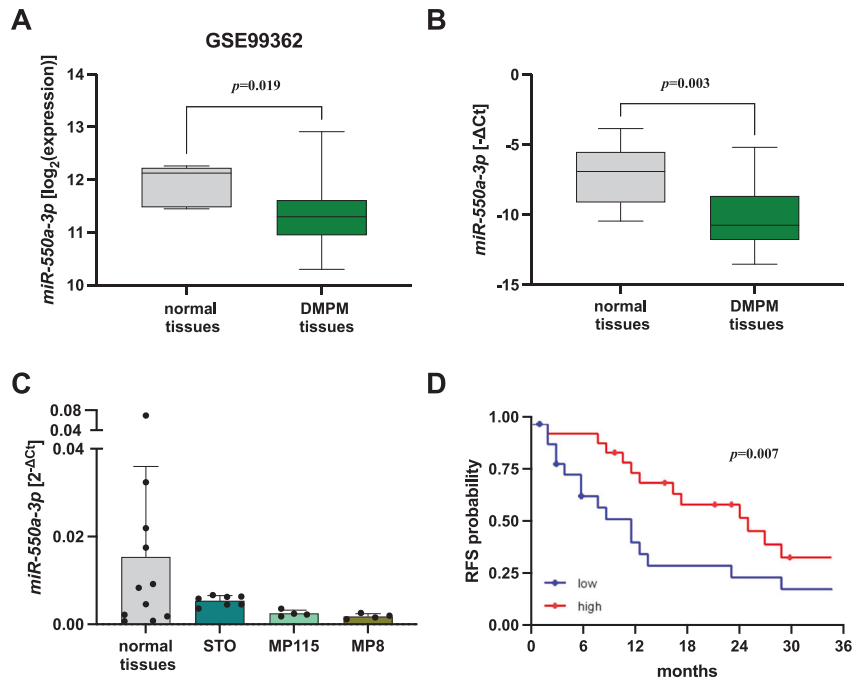 A
GSE99362
miR-550a-3p [log2(expression)]
14
13
12
11
10
p=0.019
normal
tissues
DMPM
tissues
B
miR-550a-3p [-ΔCt]
0
-5
-10
-15
p=0.003
normal
tissues
DMPM
tissues
C
miR-550a-3p [2-ΔCt]
0.08
0.04
0.04
0.02
0.00
normal
tissues
STO
MP115
MP8
D
RFS probability
1.00
0.75
0.50
0.25
p=0.007
low
high
0
6
12
18
24
30
36
months